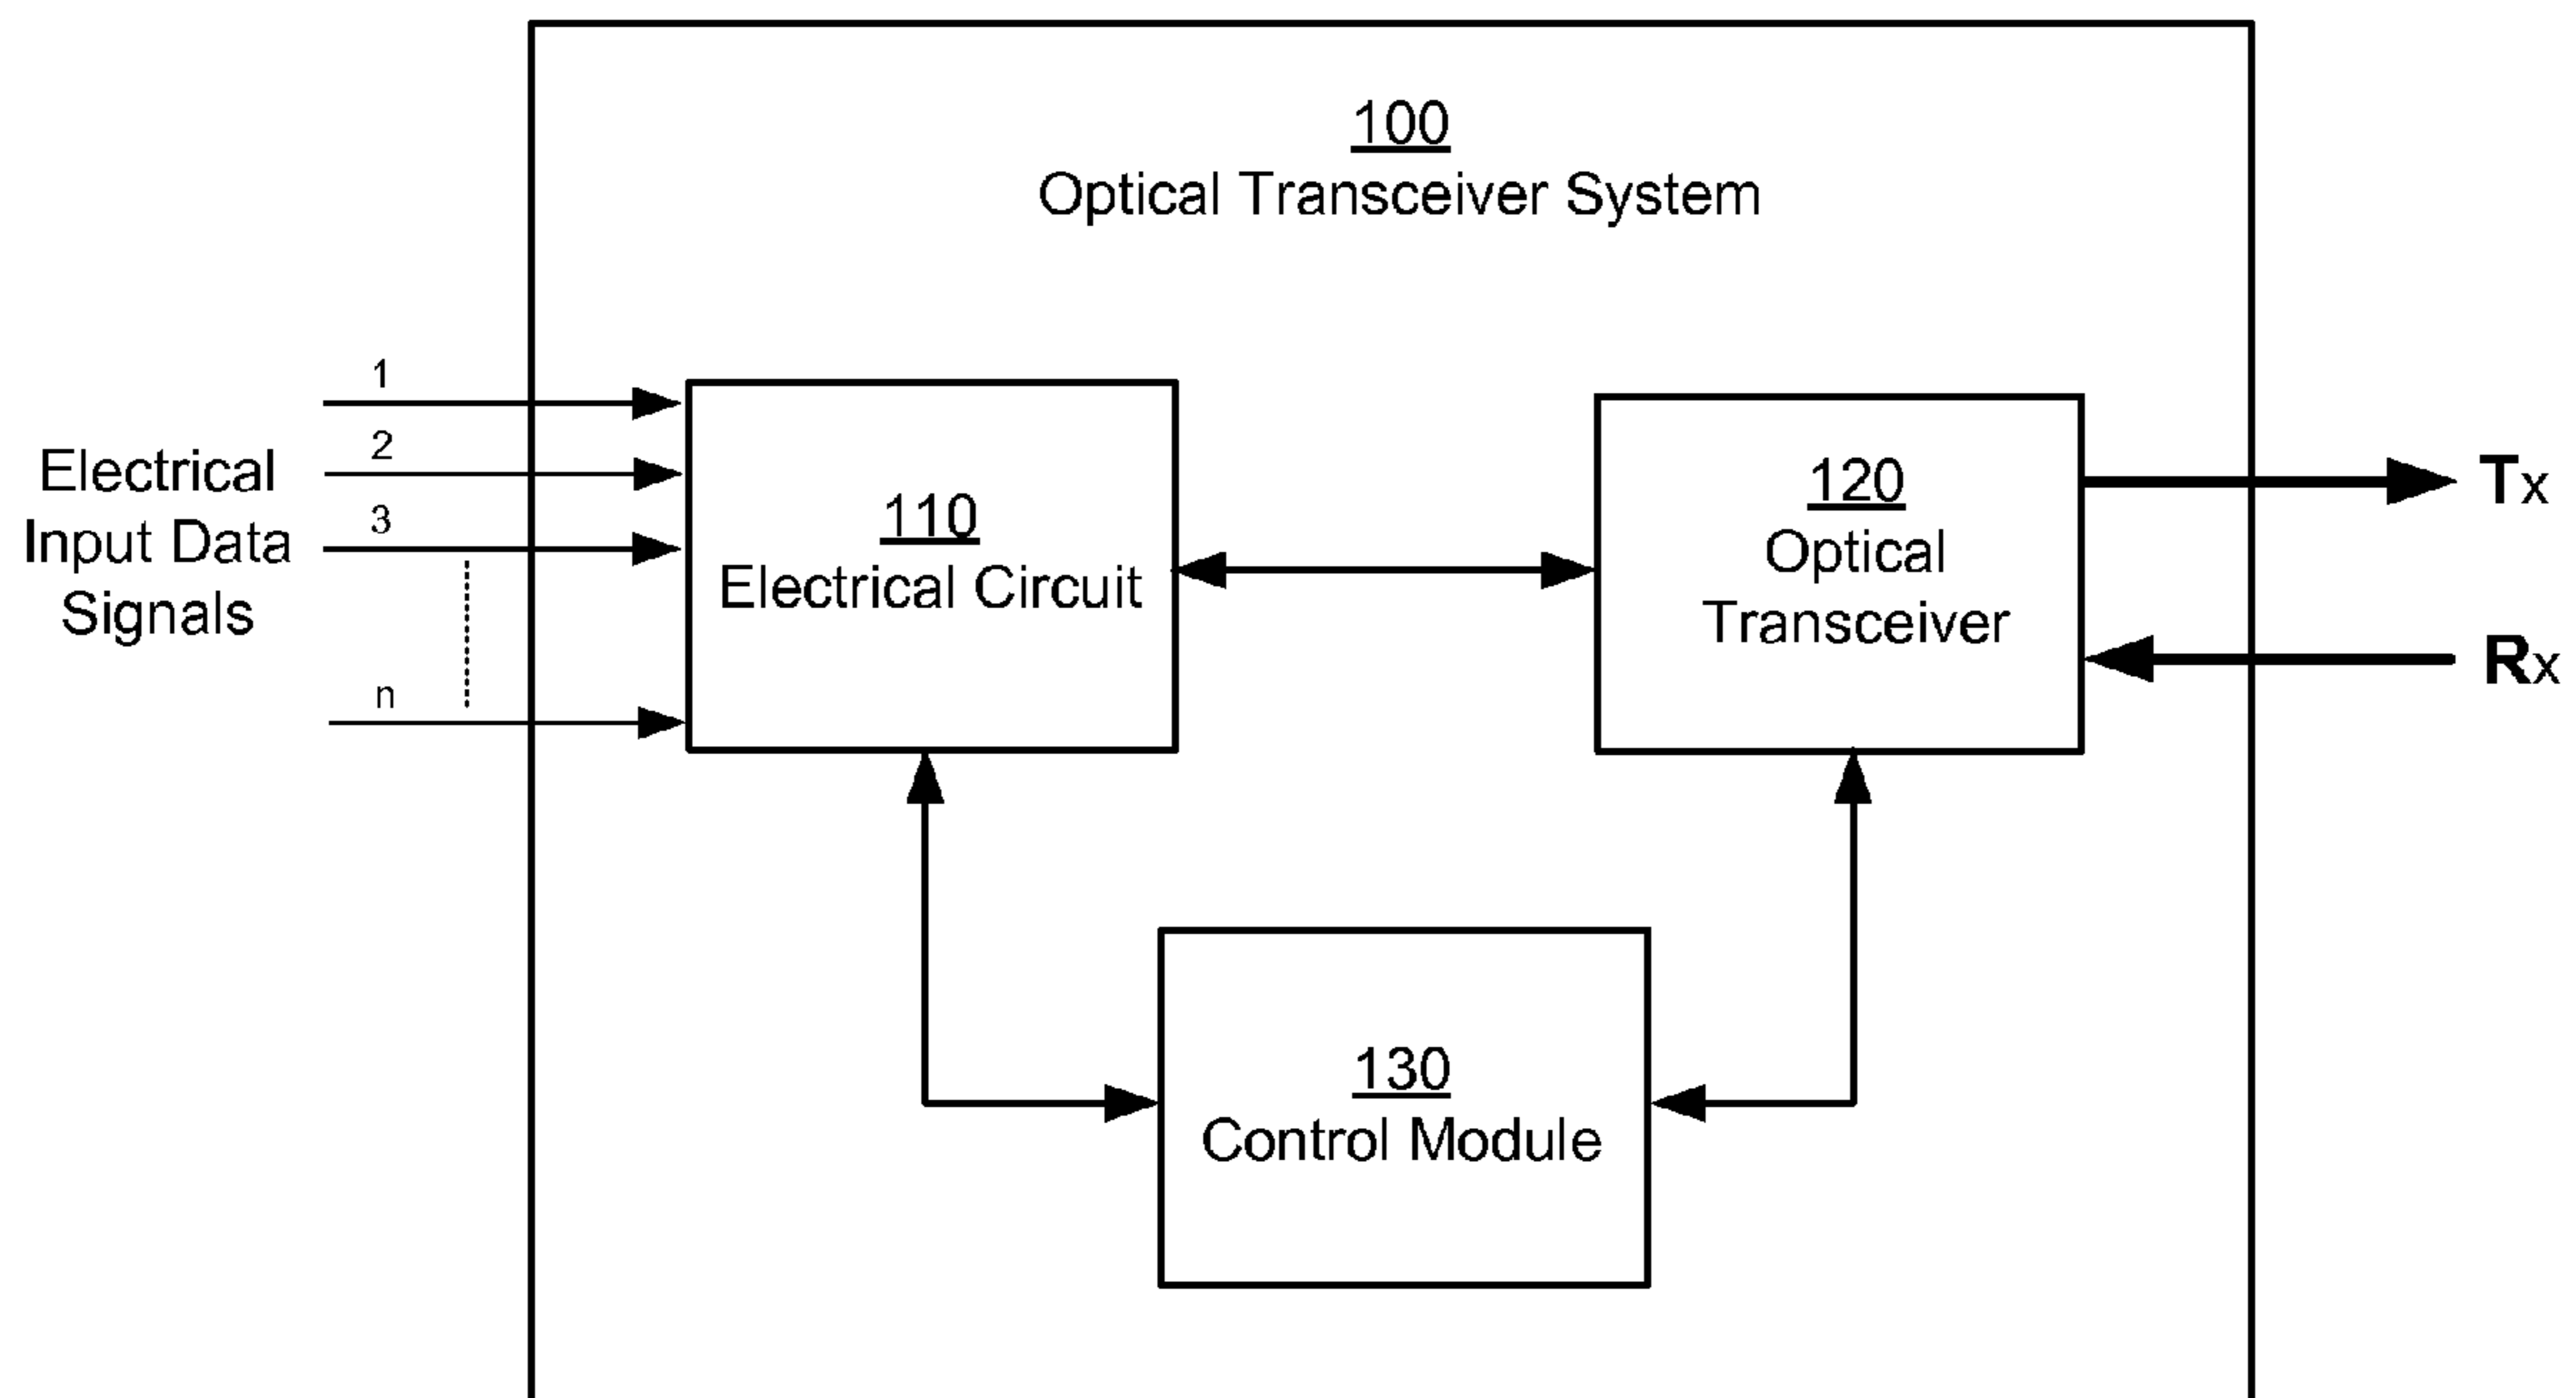 100
Optical Transceiver System
1
2
3
n
Electrical
Input Data
Signals
110
Electrical Circuit
120
Optical
Transceiver
Tx
Rx
130
Control Module